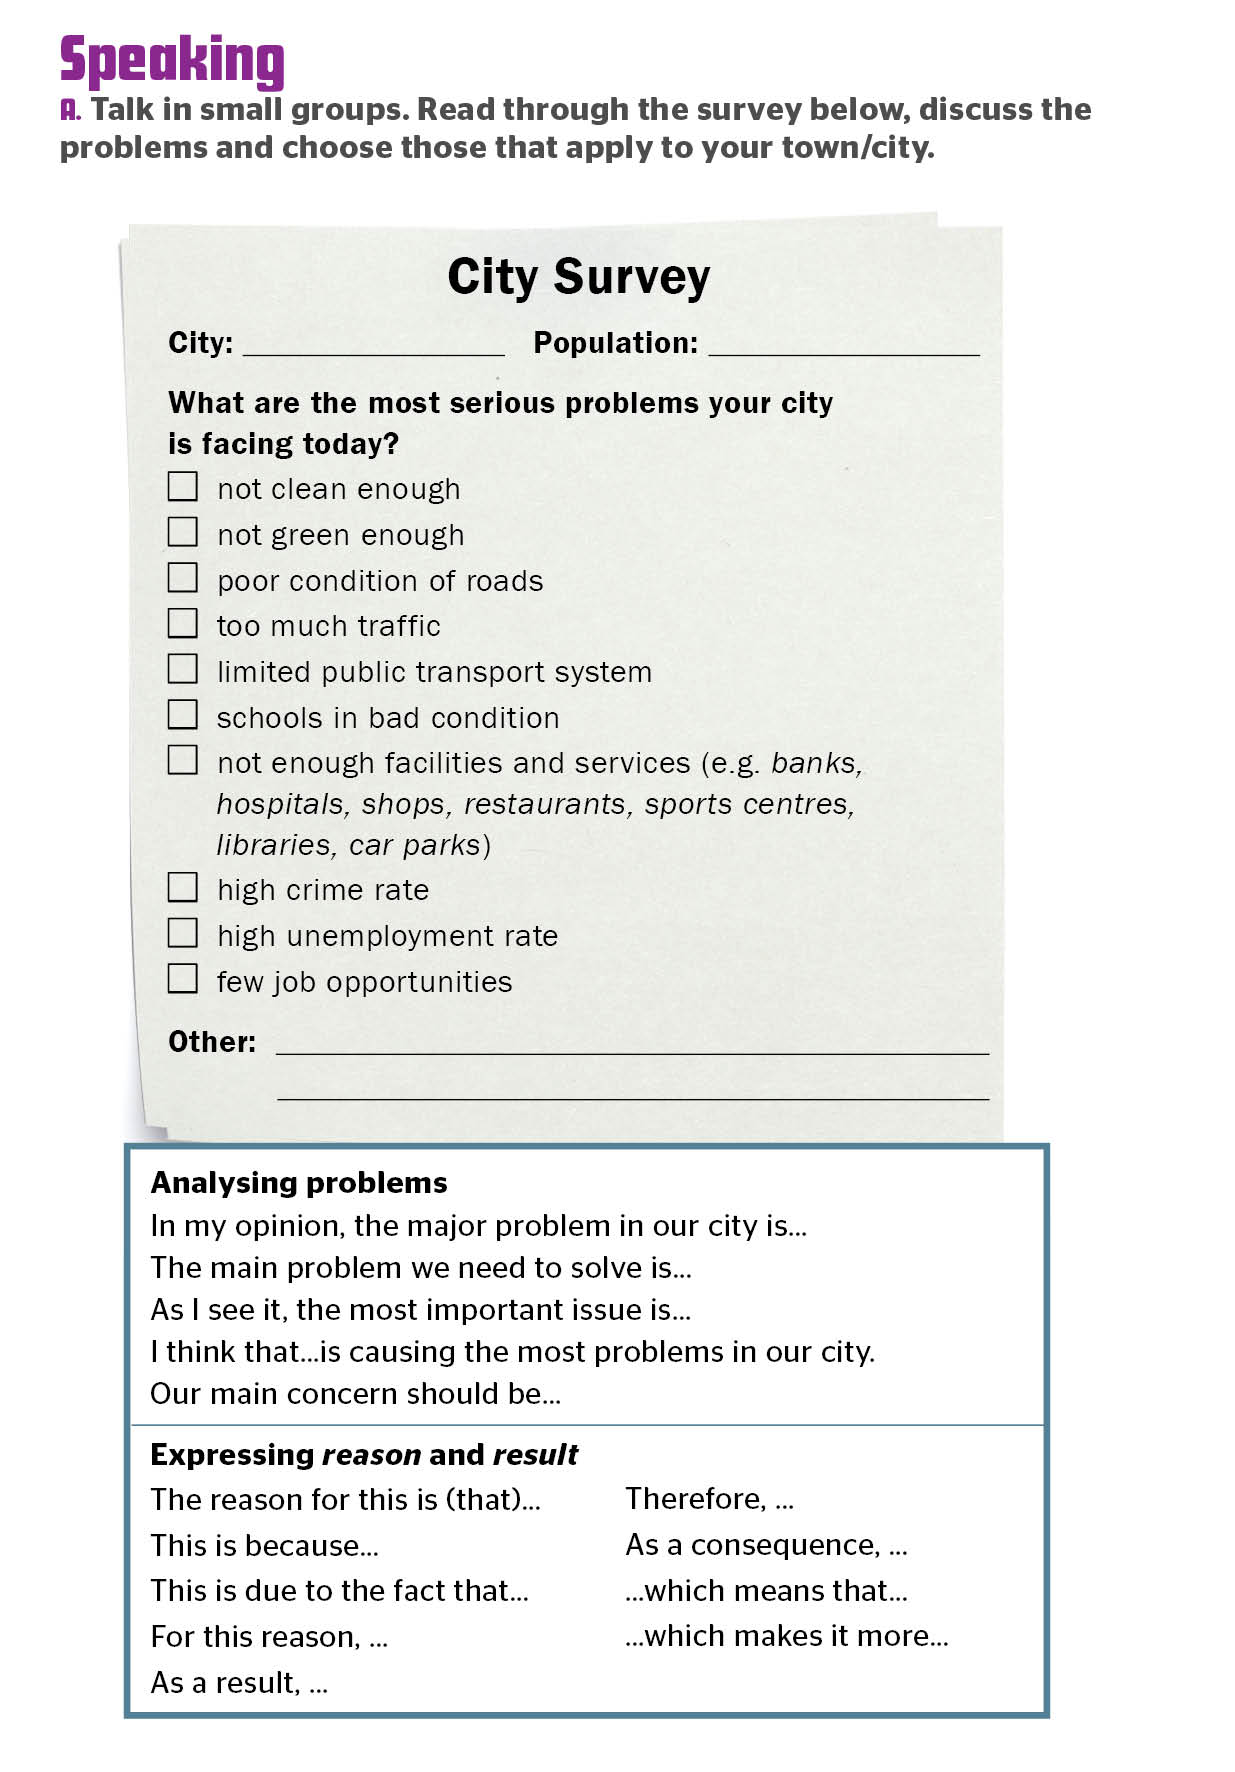 Speaking
A. Talk in small groups. Read through the survey below, discuss the
problems and choose those that apply to your town/city.
City Survey
City: _______________ Population: _______________
What are the most serious problems your city
is facing today?
not clean enough
not green enough
poor condition of roads
too much traffic
limited public transport system
schools in bad condition
not enough facilities and services (e.g. banks,
hospitals, shops, restaurants, sports centres,
libraries, car parks)
high crime rate
high unemployment rate
few job opportunities
Other:
Analysing problems
In my opinion, the major problem in our city is...
The main problem we need to solve is...
As I see it, the most important issue is...
I think that...is causing the most problems in our city.
Our main concern should be...
Expressing reason and result
The reason for this is (that)...
This is because...
This is due to the fact that...
For this reason, ...
As a result, ...
Therefore, ...
As a consequence, ...
...which means that...
...which makes it more...